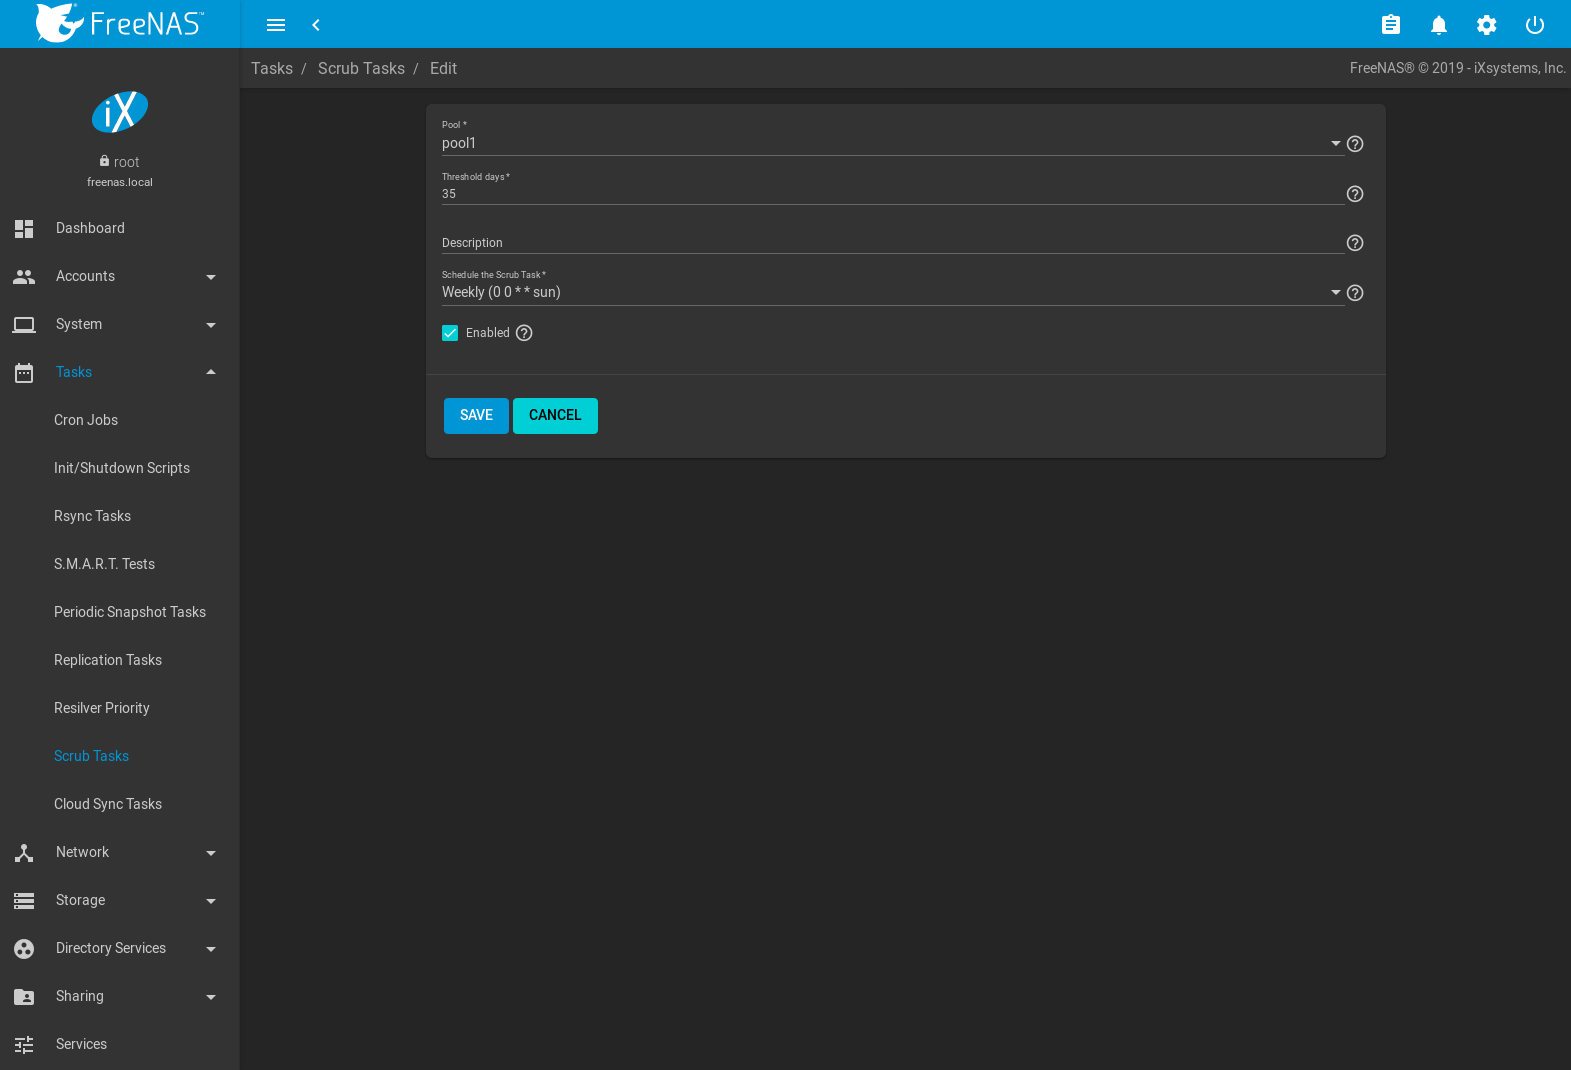 FreeNAS™
Tasks / Scrub Tasks / Edit
FreeNAS® © 2019 - iXsystems, Inc.
iX
root
freenas.local
Dashboard
Accounts
System
Tasks
Cron Jobs
Init/Shutdown Scripts
Rsync Tasks
S.M.A.R.T. Tests
Periodic Snapshot Tasks
Replication Tasks
Resilver Priority
Scrub Tasks
Cloud Sync Tasks
Network
Storage
Directory Services
Sharing
Services
Pool *
pool1
Threshold days *
35
Description
Schedule the Scrub Task *
Weekly (0 0 * * sun)
Enabled
SAVE CANCEL